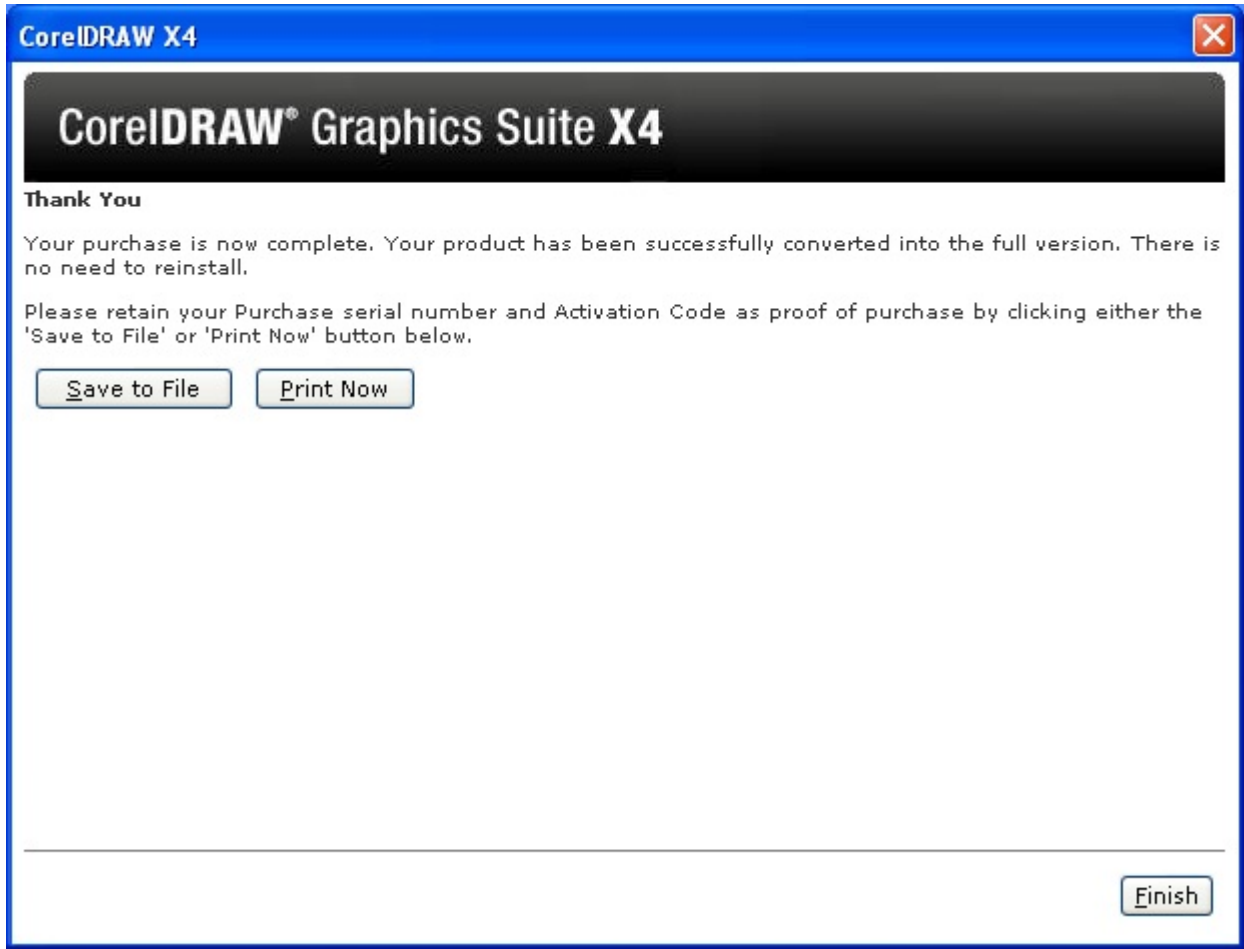 CorelDRAW X4
CorelDRAW® Graphics Suite X4
Thank You
Your purchase is now complete. Your product has been successfully converted into the full version. There is
no need to reinstall.
Please retain your Purchase serial number and Activation Code as proof of purchase by clicking either the
'Save to File' or 'Print Now' button below.
Save to File Print Now
Finish